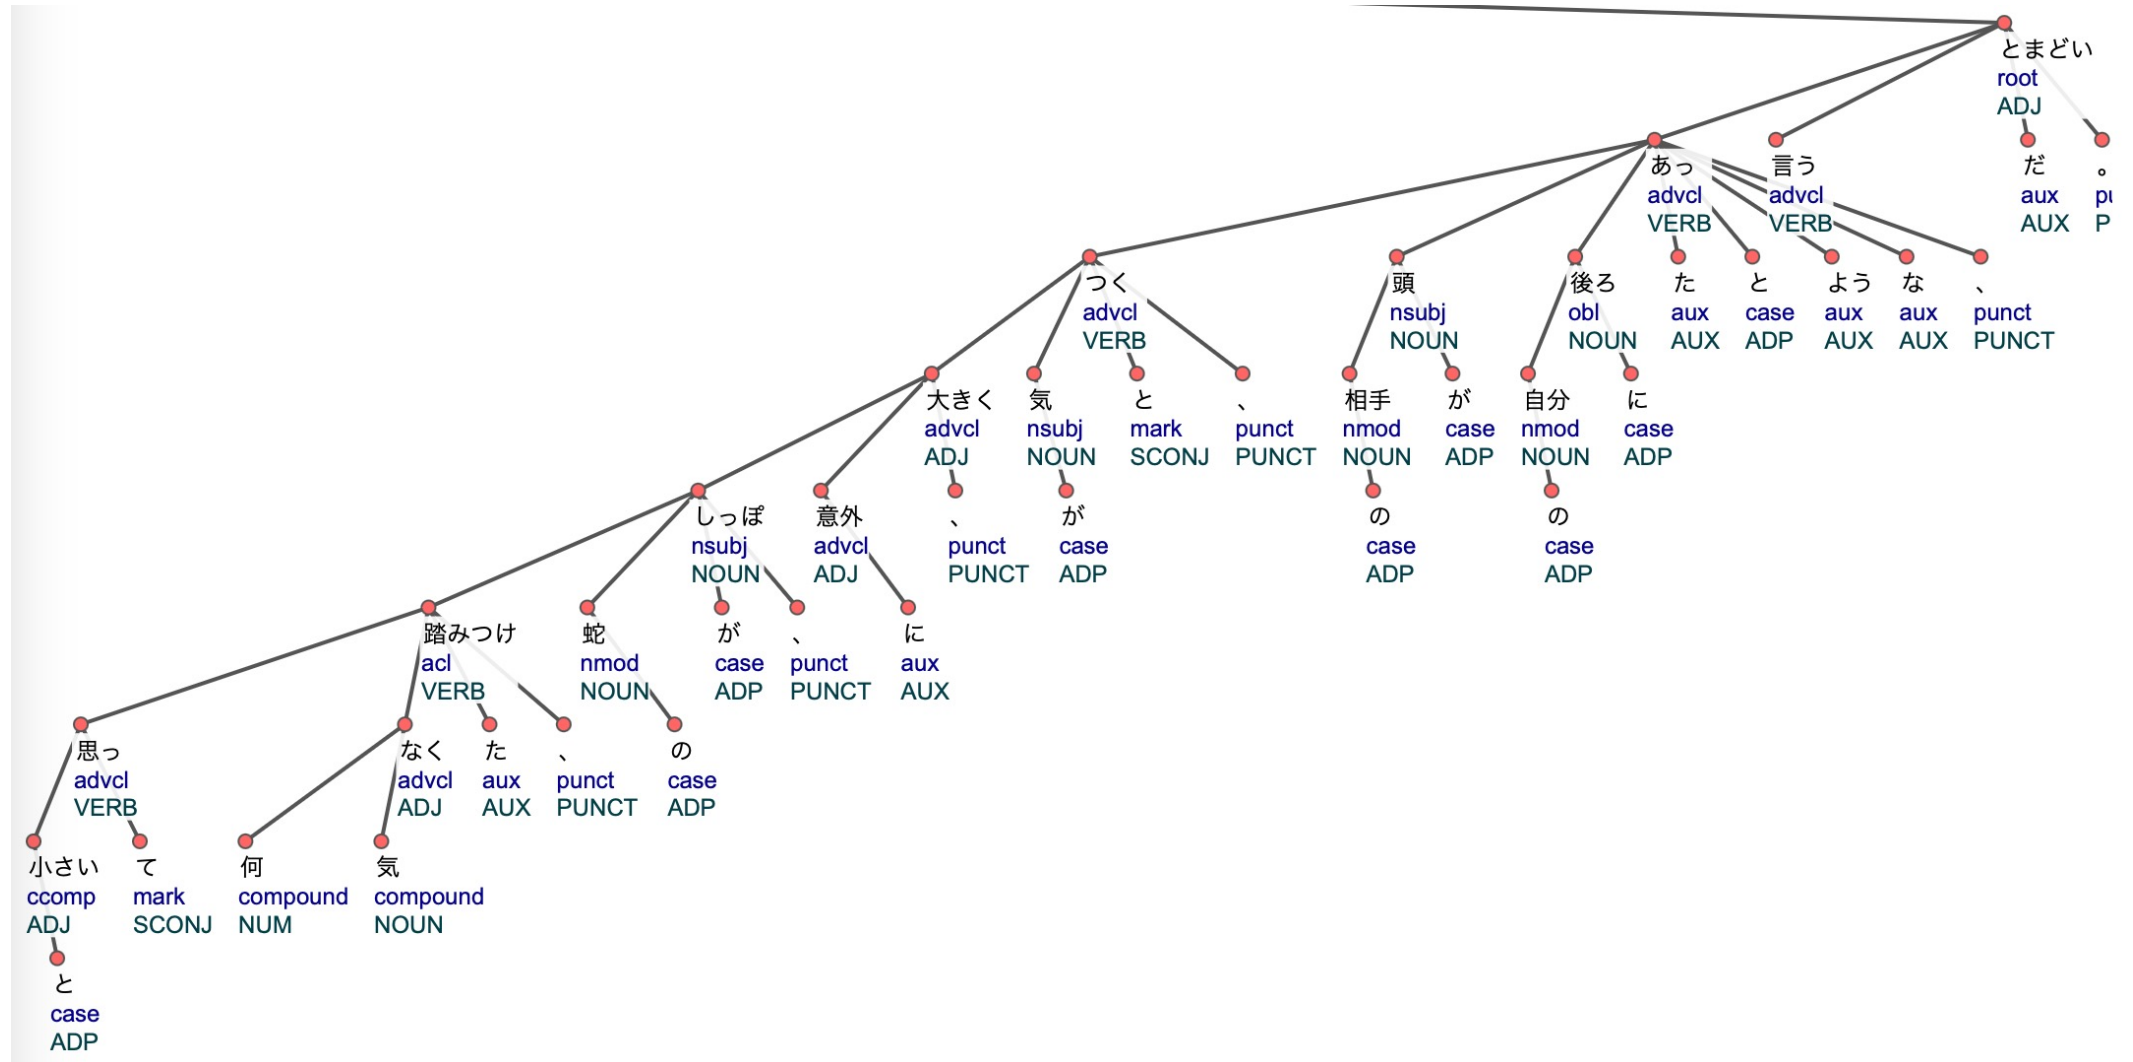 とまどい
root
ADJ
あっ
advcl
VERB
言う
advcl
VERB
だ
aux
AUX
。
pu
P
つく
advcl
VERB
頭
nsubj
NOUN
後ろ
obl
NOUN
た
aux
AUX
と
case
ADP
よう
aux
AUX
な
aux
AUX
、
punct
PUNCT
大きく
advcl
ADJ
気
nsubj
NOUN
と
mark
SCONJ
、
punct
PUNCT
相手
nmod
NOUN
が
case
ADP
自分
nmod
NOUN
に
case
ADP
しっぽ
nsubj
NOUN
意外
advcl
ADJ
、
punct
PUNCT
が
case
ADP
の
case
ADP
の
case
ADP
踏みつけ
acl
VERB
蛇
nmod
NOUN
が
case
ADP
、
punct
PUNCT
に
aux
AUX
思っ
advcl
VERB
なく
advcl
ADJ
た
aux
AUX
、
punct
PUNCT
の
case
ADP
小さい
ccomp
ADJ
て
mark
SCONJ
何
compound
NUM
気
compound
NOUN
と
case
ADP